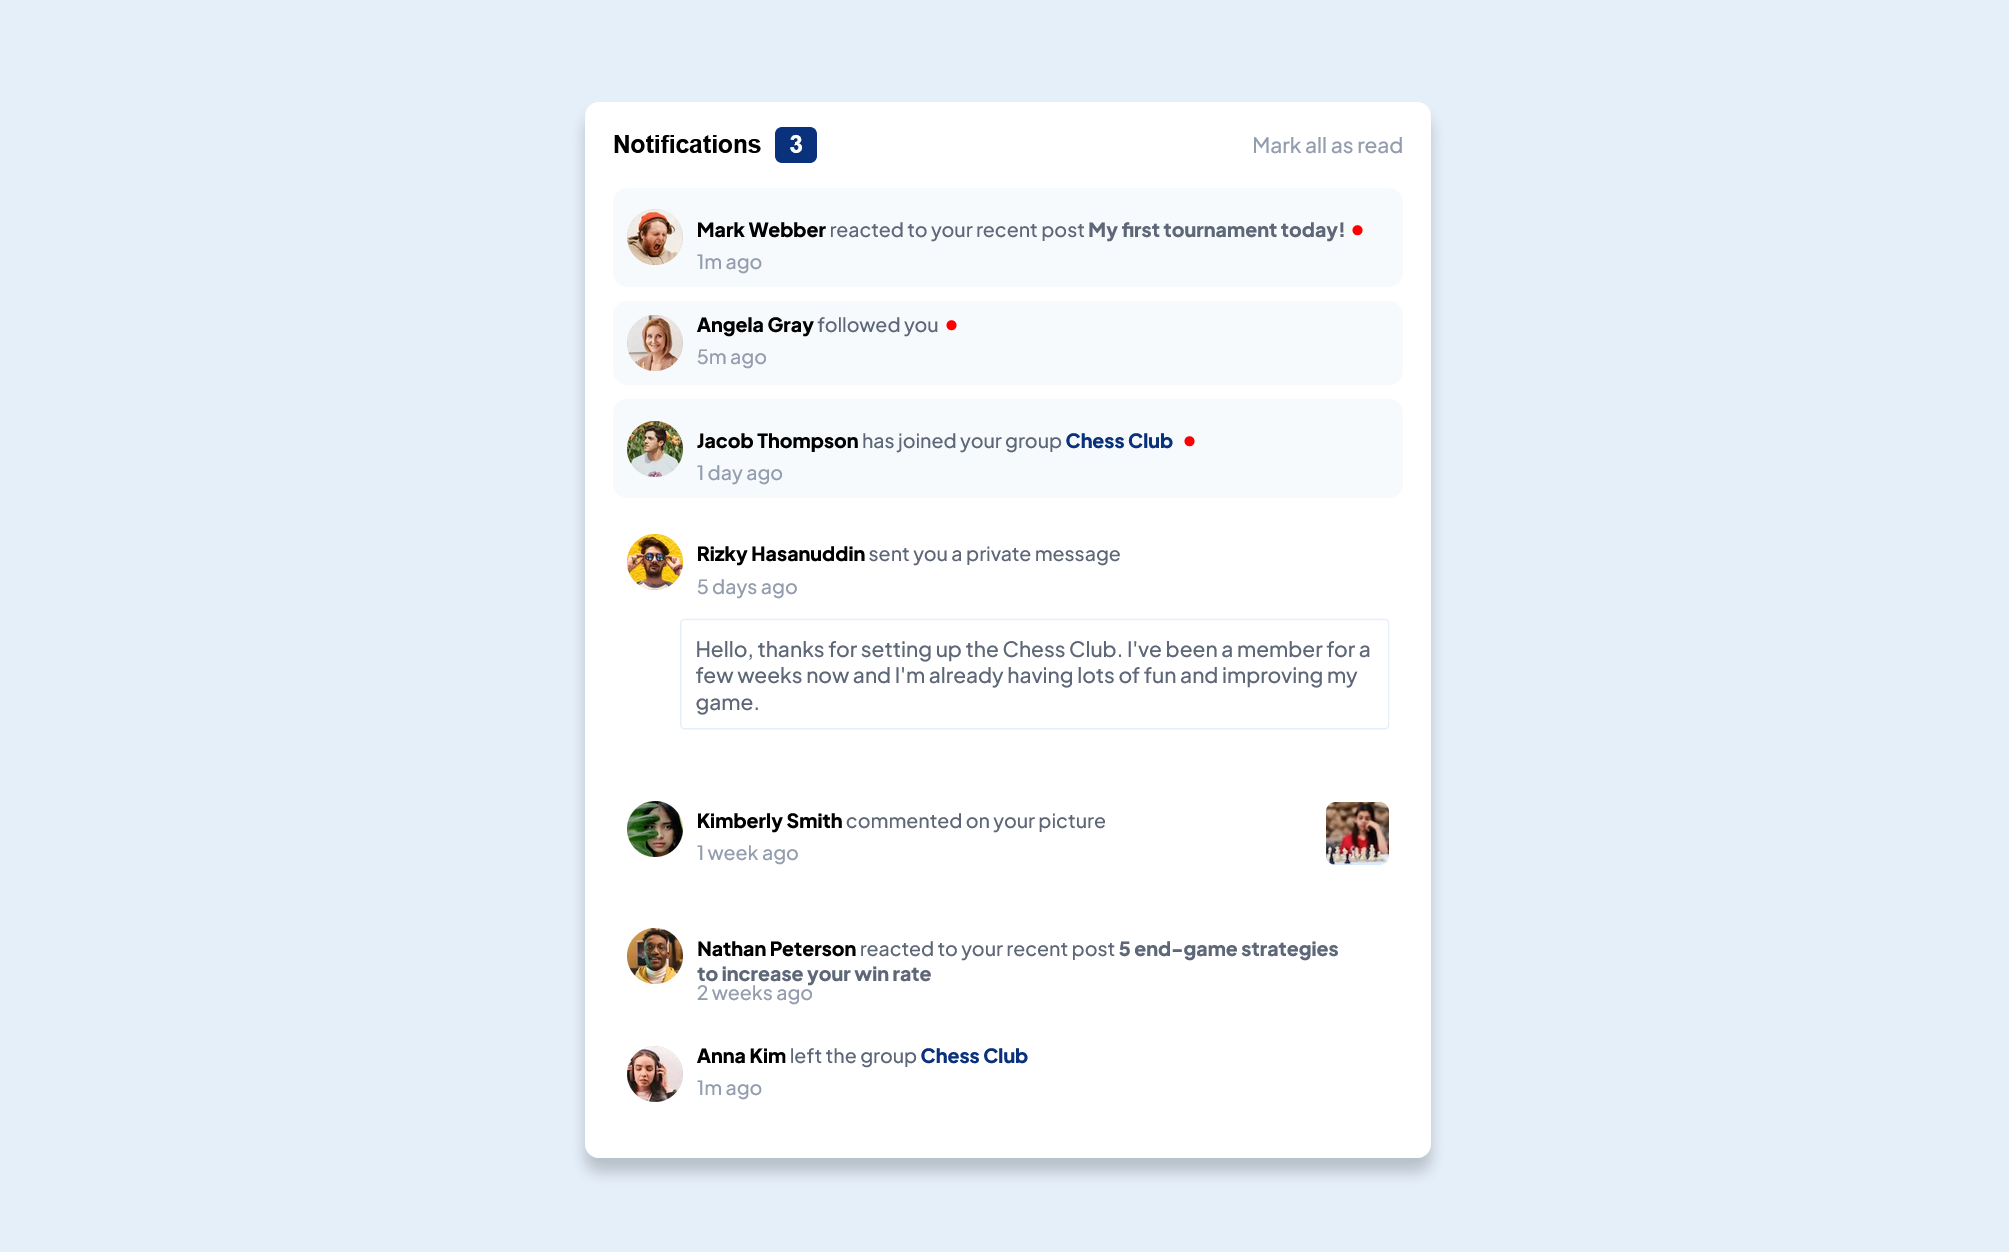 Notifications 3 Mark all as read
Mark Webber reacted to your recent post My first tournament today!
1m ago
Angela Gray followed you
5m ago
Jacob Thompson has joined your group Chess Club
1 day ago
Rizky Hasanuddin sent you a private message
5 days ago
Hello, thanks for setting up the Chess Club. I've been a member for a
few weeks now and I'm already having lots of fun and improving my
game.
Kimberly Smith commented on your picture
1 week ago
Nathan Peterson reacted to your recent post 5 end-game strategies
to increase your win rate
2 weeks ago
Anna Kim left the group Chess Club
1m ago